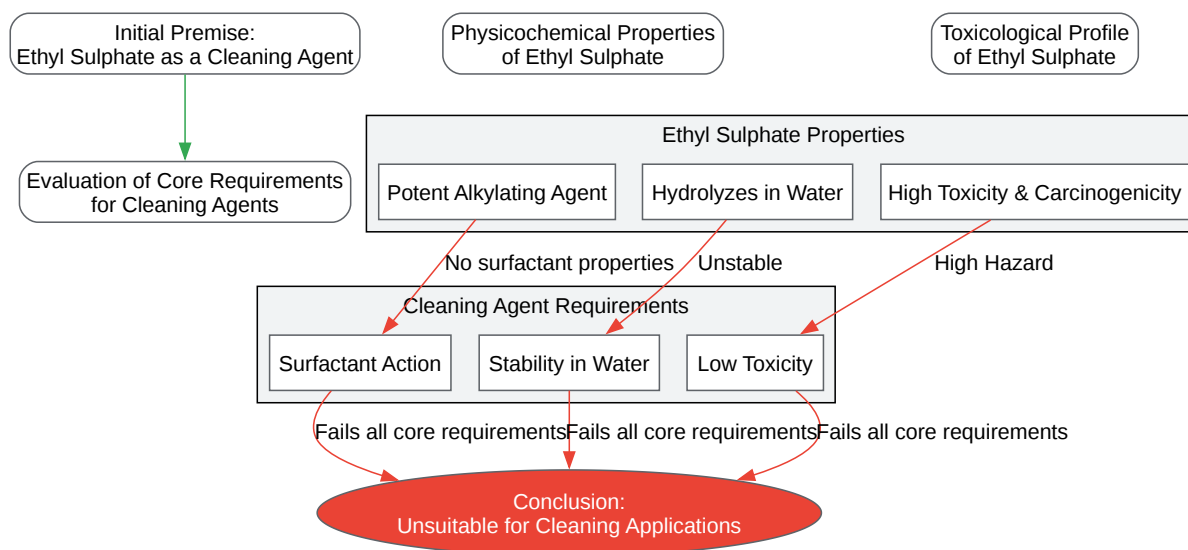 Initial Premise:
Ethyl Sulphate as a Cleaning Agent
Physicochemical Properties
of Ethyl Sulphate
Toxicological Profile
of Ethyl Sulphate
Evaluation of Core Requirements
for Cleaning Agents
Ethyl Sulphate Properties
Potent Alkylating Agent
Hydrolyzes in Water
High Toxicity & Carcinogenicity
No surfactant properties
Unstable
High Hazard
Cleaning Agent Requirements
Surfactant Action
Stability in Water
Low Toxicity
Fails all core requirements
Fails all core requirements
Fails all core requirements
Conclusion:
Unsuitable for Cleaning Applications